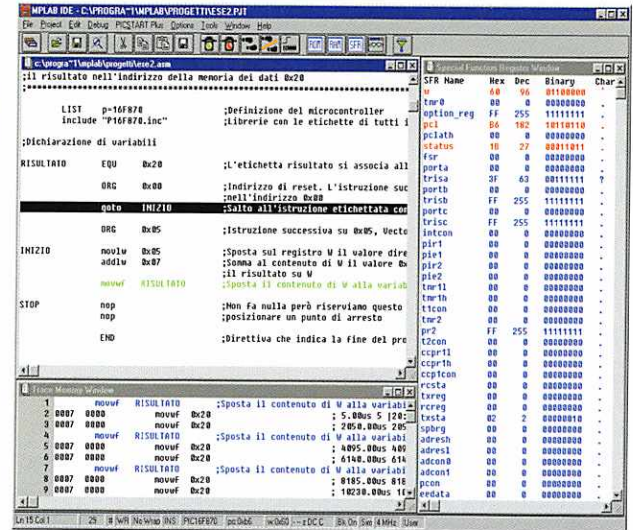 MPLAB IDE - C:\PROGRA~1\MPLAB\PROGETTI\ESE2.PJT
File Project Edit Debug PICSTART Plus Options Tools Window Help
c:\progra~1\mplab\progetti\ese2.asm
;il risultato nell'indirizzo della memoria dei dati 0x20
LIST p=16F870 ;Definizione del microcontroller
include "P16F870.inc" ;Librerie con le etichette di tutti i
;Dichiarazione di variabili
RISULTATO EQU 0x20 ;L'etichetta risultato si associa all
ORG 0x00 ;Indirizzo di reset. L'istruzione suc
;nell'indirizzo 0x00
goto INIZIO ;Salto all'istruzione etichettata con
ORG 0x05 ;Istruzione successiva su 0x05, Vecto
INIZIO movlw 0x05 ;Sposta sul registro W il valore dire
addlw 0x07 ;Somma al contenuto di W il valore 0x
;il risultato su W
movwf RISULTATO ;Sposta il contenuto di W alla variab
STOP nop ;Non fa nulla però riserviamo questo
nop ;posizionare un punto di arresto
END ;Direttiva che indica la fine del pro
Trace Memory Window
1 movwf RISULTATO ;Sposta il contenuto di W alla variabi
2 0007 0000 movwf 0x20 ; 5.00us 5 |20:
3 0007 0000 movwf 0x20 ; 2050.00us 205
4 movwf RISULTATO ;Sposta il contenuto di W alla variabi
5 0007 0000 movwf 0x20 ; 4095.00us 409
6 0007 0000 movwf 0x20 ; 6140.00us 614
7 movwf RISULTATO ;Sposta il contenuto di W alla variabi
8 0007 0000 movwf 0x20 ; 8185.00us 818
9 0007 0000 movwf 0x20 ; 10230.00us
Special Function Register Window
SFR Name Hex Dec Binary Char
w 60 96 01100000
tmr0 00 0 00000000 .
option_reg FF 255 11111111 .
pcl B6 182 10110110 .
pclath 00 0 00000000 .
status 1B 27 00011011 .
fsr 00 0 00000000 .
porta 00 0 00000000 .
trisa 3F 63 00111111 ?
portb 00 0 00000000 .
trisb FF 255 11111111 .
portc 00 0 00000000 .
trisc FF 255 11111111 .
intcon 00 0 00000000 .
pir1 00 0 00000000 .
pie1 00 0 00000000 .
pir2 00 0 00000000 .
pie2 00 0 00000000 .
tmr1l 00 0 00000000 .
tmr1h 00 0 00000000 .
t1con 00 0 00000000 .
tmr2 00 0 00000000 .
pr2 FF 255 11111111 .
t2con 00 0 00000000 .
ccpr1l 00 0 00000000 .
ccpr1h 00 0 00000000 .
ccp1con 00 0 00000000 .
rcsta 00 0 00000000 .
txreg 00 0 00000000 .
rcreg 00 0 00000000 .
txsta 02 2 00000010 .
spbrg 00 0 00000000 .
adresh 00 0 00000000 .
adresl 00 0 00000000 .
adcon0 00 0 00000000 .
adcon1 00 0 00000000 .
pcon 00 0 00000000 .
eedata 00 0 00000000 .
Ln 15 Col 1 29 # WR No Wrap INS PIC16F870 pc:0xb6 w:0x60 --z DC C Bk On Sim 4 MHz User